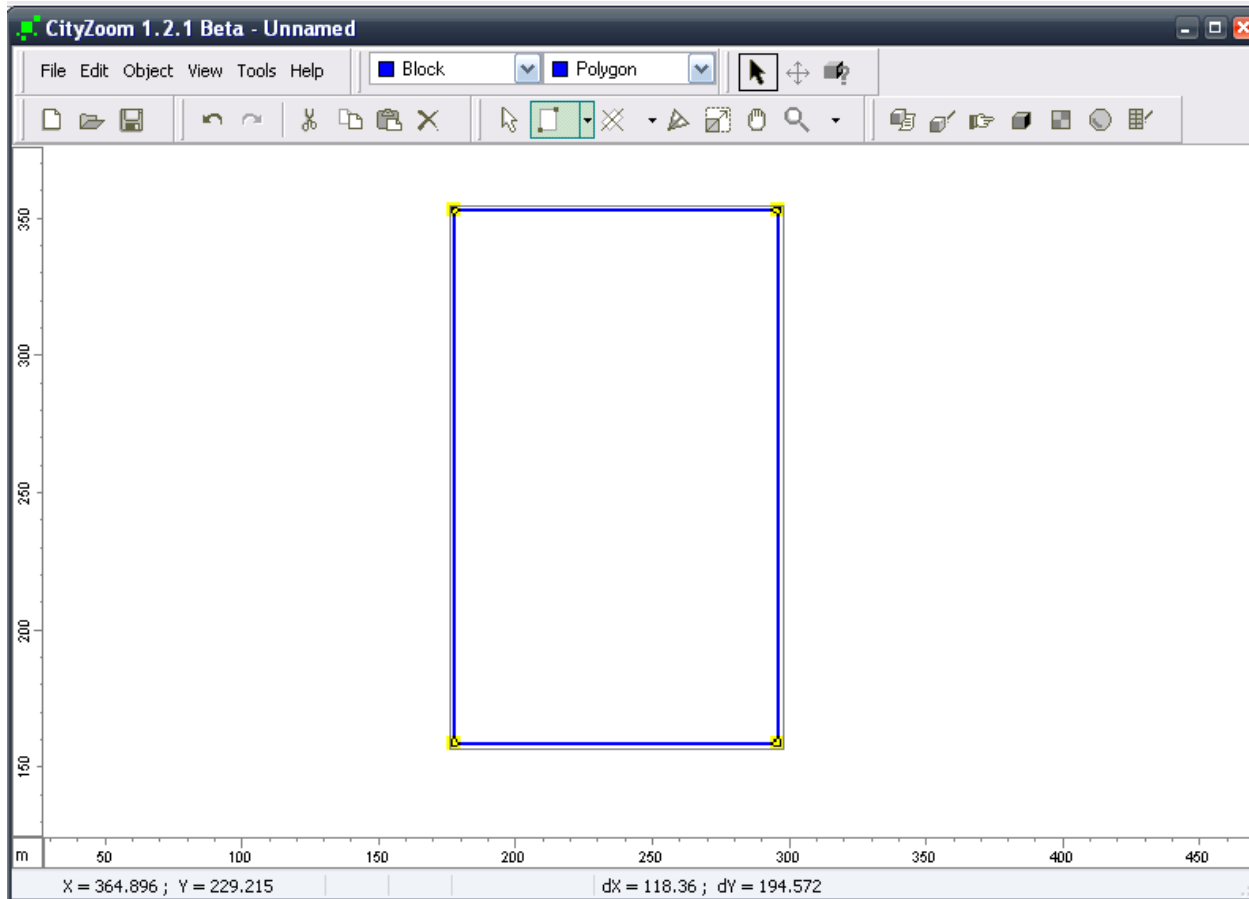 CityZoom 1.2.1 Beta - Unnamed
File Edit Object View Tools Help Block Polygon
350
300
250
200
150
m 50 100 150 200 250 300 350 400 450
X = 364.896 ; Y = 229.215 dX = 118.36 ; dY = 194.572